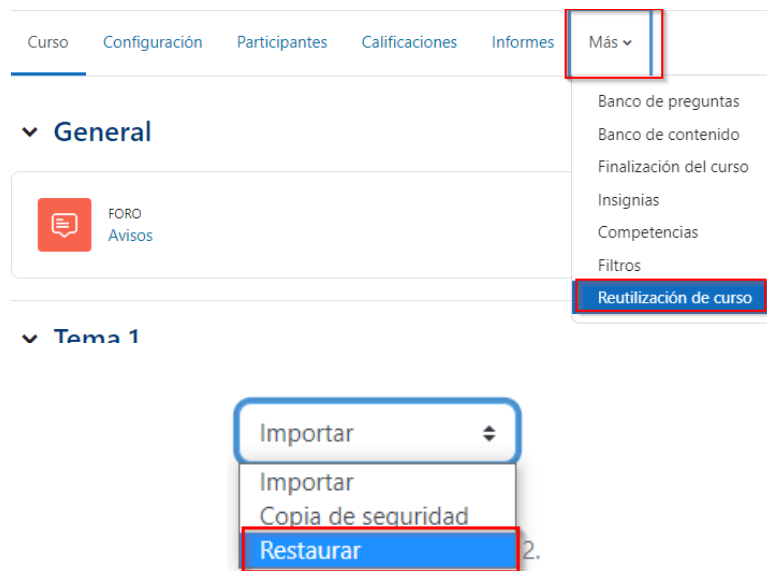 Curso Configuración Participantes Calificaciones Informes Más
Banco de preguntas
Banco de contenido
Finalización del curso
Insignias
Competencias
Filtros
Reutilización de curso
General
FORO
Avisos
Tema 1
Importar
Importar
Copia de seguridad
Restaurar
2.